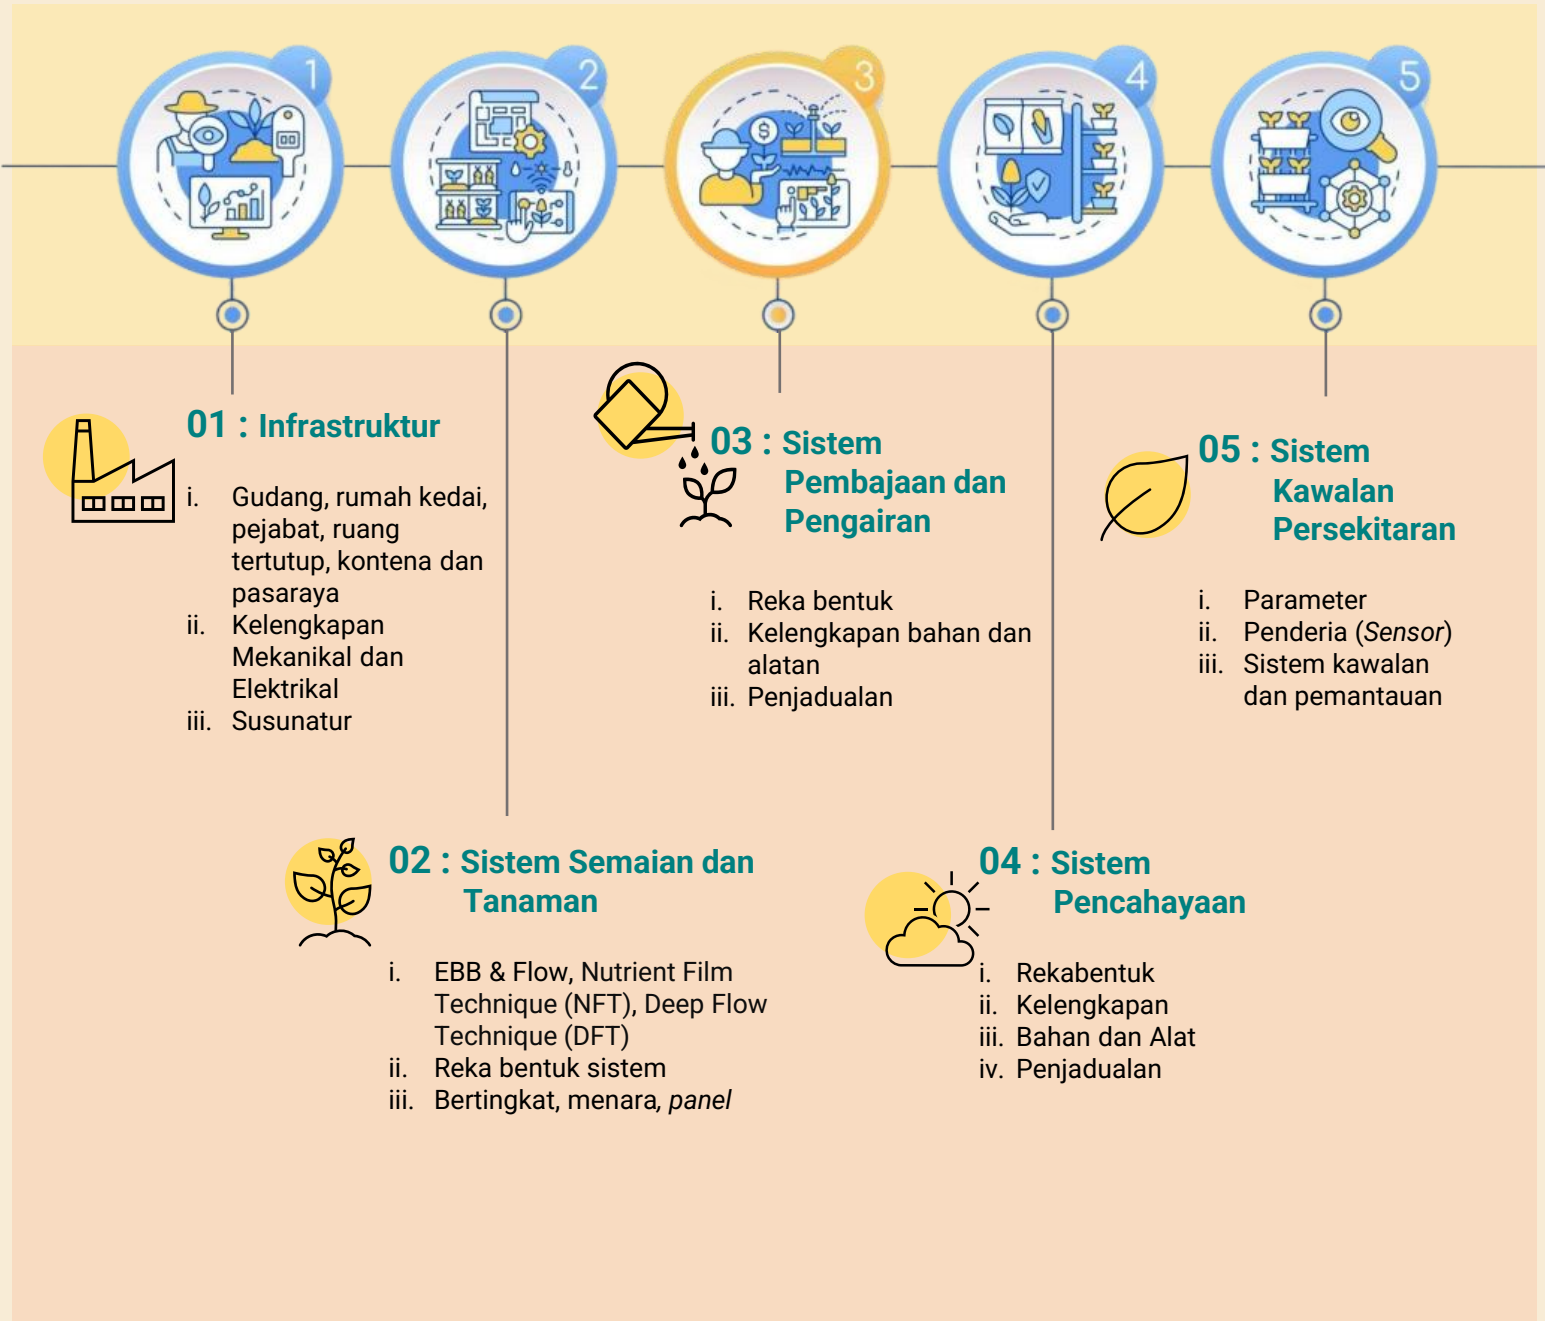 1
2
3
4
5
01 : Infrastruktur
i. Gudang, rumah kedai,
pejabat, ruang
tertutup, kontena dan
pasaraya
ii. Kelengkapan
Mekanikal dan
Elektrikal
iii. Susunatur
02 : Sistem Semaian dan
Tanaman
i. EBB & Flow, Nutrient Film
Technique (NFT), Deep Flow
Technique (DFT)
ii. Reka bentuk sistem
iii. Bertingkat, menara, panel
03 : Sistem
Pembajaan dan
Pengairan
i. Reka bentuk
ii. Kelengkapan bahan dan
alatan
iii. Penjadualan
04 : Sistem
Pencahayaan
i. Rekabentuk
ii. Kelengkapan
iii. Bahan dan Alat
iv. Penjadualan
05 : Sistem
Kawalan
Persekitaran
i. Parameter
ii. Penderia (Sensor)
iii. Sistem kawalan
dan pemantauan